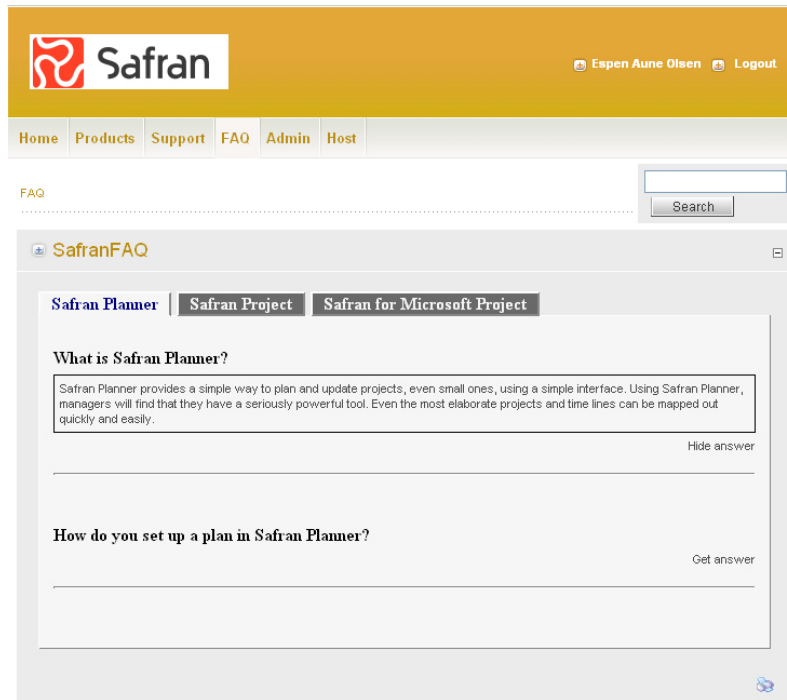 Safran
Espen Aune Olsen Logout
Home Products Support FAQ Admin Host
FAQ
Search
SafranFAQ
Safran Planner Safran Project Safran for Microsoft Project
What is Safran Planner?
Safran Planner provides a simple way to plan and update projects, even small ones, using a simple interface. Using Safran Planner,
managers will find that they have a seriously powerful tool. Even the most elaborate projects and time lines can be mapped out
quickly and easily.
Hide answer
How do you set up a plan in Safran Planner?
Get answer